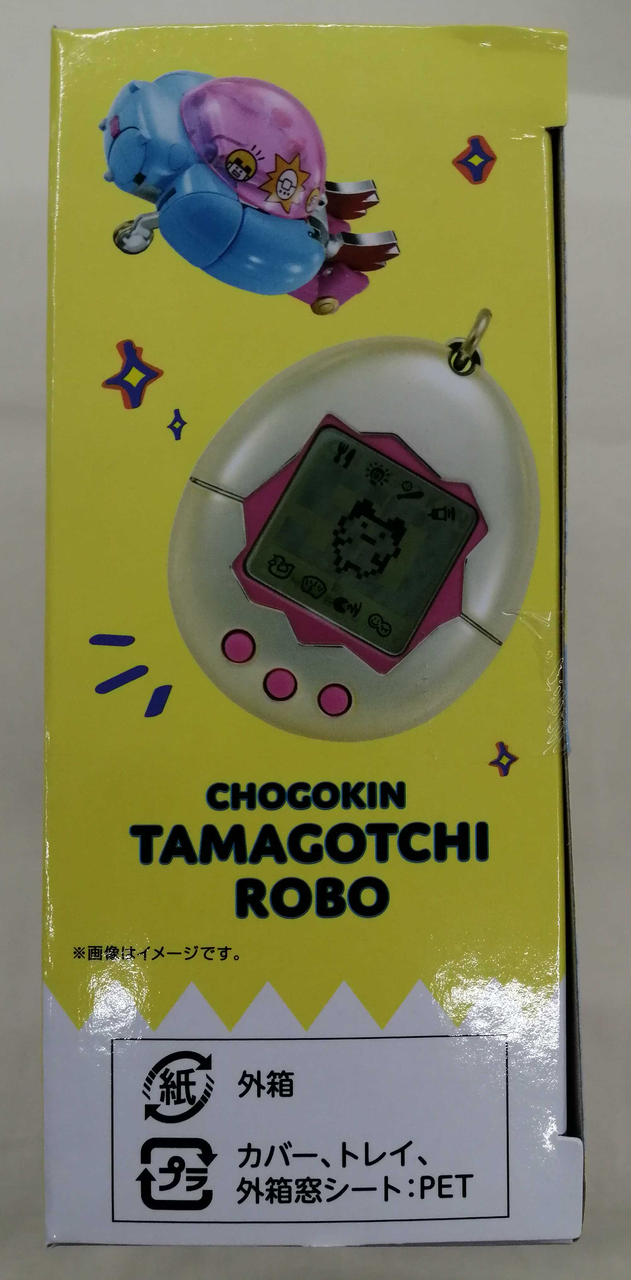 CHOGOKIN
TAMAGOTCHI
ROBO
※画像はイメージです。
紙
外箱
プラ
カバー、トレイ、
外箱窓シート：PET